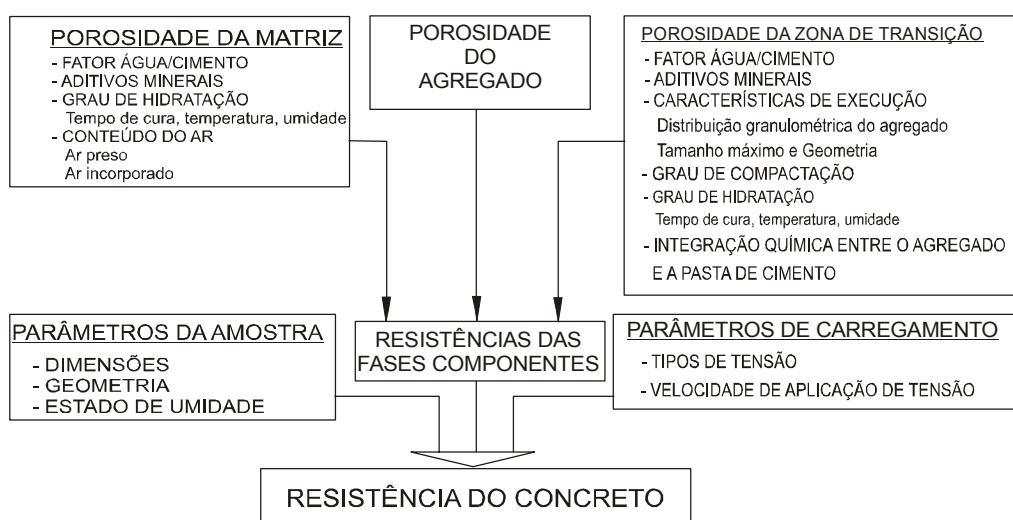 POROSIDADE DA MATRIZ
- FATOR ÁGUA/CIMENTO
- ADITIVOS MINERAIS
- GRAU DE HIDRATAÇÃO
Tempo de cura, temperatura, umidade
- CONTEÚDO DO AR
Ar preso
Ar incorporado
POROSIDADE
DO
AGREGADO
POROSIDADE DA ZONA DE TRANSIÇÃO
- FATOR ÁGUA/CIMENTO
- ADITIVOS MINERAIS
- CARACTERÍSTICAS DE EXECUÇÃO
Distribuição granulométrica do agregado
Tamanho máximo e Geometria
- GRAU DE COMPACTAÇÃO
- GRAU DE HIDRATAÇÃO
Tempo de cura, temperatura, umidade
- INTEGRAÇÃO QUÍMICA ENTRE O AGREGADO
E A PASTA DE CIMENTO
PARÂMETROS DA AMOSTRA
- DIMENSÕES
- GEOMETRIA
- ESTADO DE UMIDADE
RESISTÊNCIAS DAS
FASES COMPONENTES
PARÂMETROS DE CARREGAMENTO
- TIPOS DE TENSÃO
- VELOCIDADE DE APLICAÇÃO DE TENSÃO
RESISTÊNCIA DO CONCRETO